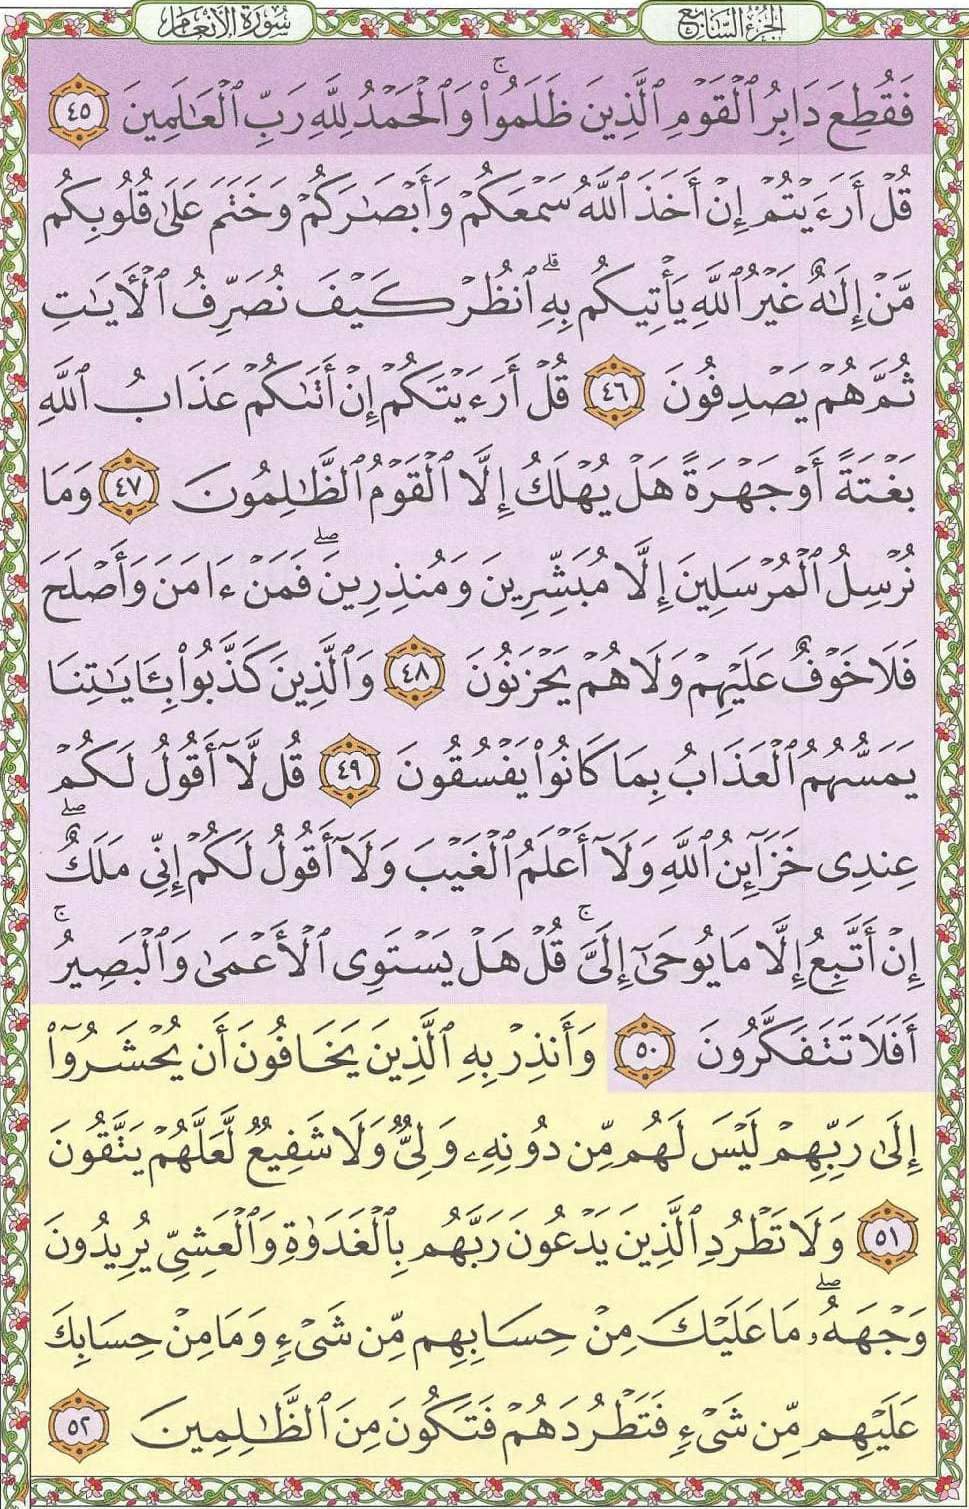 الجزء السابع
سورة الأنعام
فَقُطِعَ دَابِرُ ٱلْقَوْمِ ٱلَّذِينَ ظَلَمُوا۟ ۚ وَٱلْحَمْدُ لِلَّهِ رَبِّ ٱلْعَـٰلَمِينَ ٤٥
قُلْ أَرَءَيْتُمْ إِنْ أَخَذَ ٱللَّهُ سَمْعَكُمْ وَأَبْصَـٰرَكُمْ وَخَتَمَ عَلَىٰ قُلُوبِكُم
مَّنْ إِلَـٰهٌ غَيْرُ ٱللَّهِ يَأْتِيكُم بِهِ ۗ ٱنظُرْ كَيْفَ نُصَرِّفُ ٱلْـَٔايَـٰتِ
ثُمَّ هُمْ يَصْدِفُونَ ٤٦ قُلْ أَرَءَيْتَكُمْ إِنْ أَتَىٰكُمْ عَذَابُ ٱللَّهِ
بَغْتَةً أَوْ جَهْرَةً هَلْ يُهْلَكُ إِلَّا ٱلْقَوْمُ ٱلظَّـٰلِمُونَ ٤٧ وَمَا
نُرْسِلُ ٱلْمُرْسَلِينَ إِلَّا مُبَشِّرِينَ وَمُنذِرِينَ ۖ فَمَنْ ءَامَنَ وَأَصْلَحَ
فَلَا خَوْفٌ عَلَيْهِمْ وَلَا هُمْ يَحْزَنُونَ ٤٨ وَٱلَّذِينَ كَذَّبُوا۟ بِـَٔايَـٰتِنَا
يَمَسُّهُمُ ٱلْعَذَابُ بِمَا كَانُوا۟ يَفْسُقُونَ ٤٩ قُل لَّآ أَقُولُ لَكُمْ
عِندِى خَزَآئِنُ ٱللَّهِ وَلَآ أَعْلَمُ ٱلْغَيْبَ وَلَآ أَقُولُ لَكُمْ إِنِّى مَلَكٌ ۖ
إِنْ أَتَّبِعُ إِلَّا مَا يُوحَىٰٓ إِلَىَّ ۚ قُلْ هَلْ يَسْتَوِى ٱلْأَعْمَىٰ وَٱلْبَصِيرُ ۚ
أَفَلَا تَتَفَكَّرُونَ ٥٠ وَأَنذِرْ بِهِ ٱلَّذِينَ يَخَافُونَ أَن يُحْشَرُوٓا۟
إِلَىٰ رَبِّهِمْ لَيْسَ لَهُم مِّن دُونِهِۦ وَلِىٌّ وَلَا شَفِيعٌ لَّعَلَّهُمْ يَتَّقُونَ
٥١ وَلَا تَطْرُدِ ٱلَّذِينَ يَدْعُونَ رَبَّهُم بِٱلْغَدَوٰةِ وَٱلْعَشِىِّ يُرِيدُونَ
وَجْهَهُۥ ۖ مَا عَلَيْكَ مِنْ حِسَابِهِم مِّن شَىْءٍ وَمَا مِنْ حِسَابِكَ
عَلَيْهِم مِّن شَىْءٍ فَتَطْرُدَهُمْ فَتَكُونَ مِنَ ٱلظَّـٰلِمِينَ ٥٢